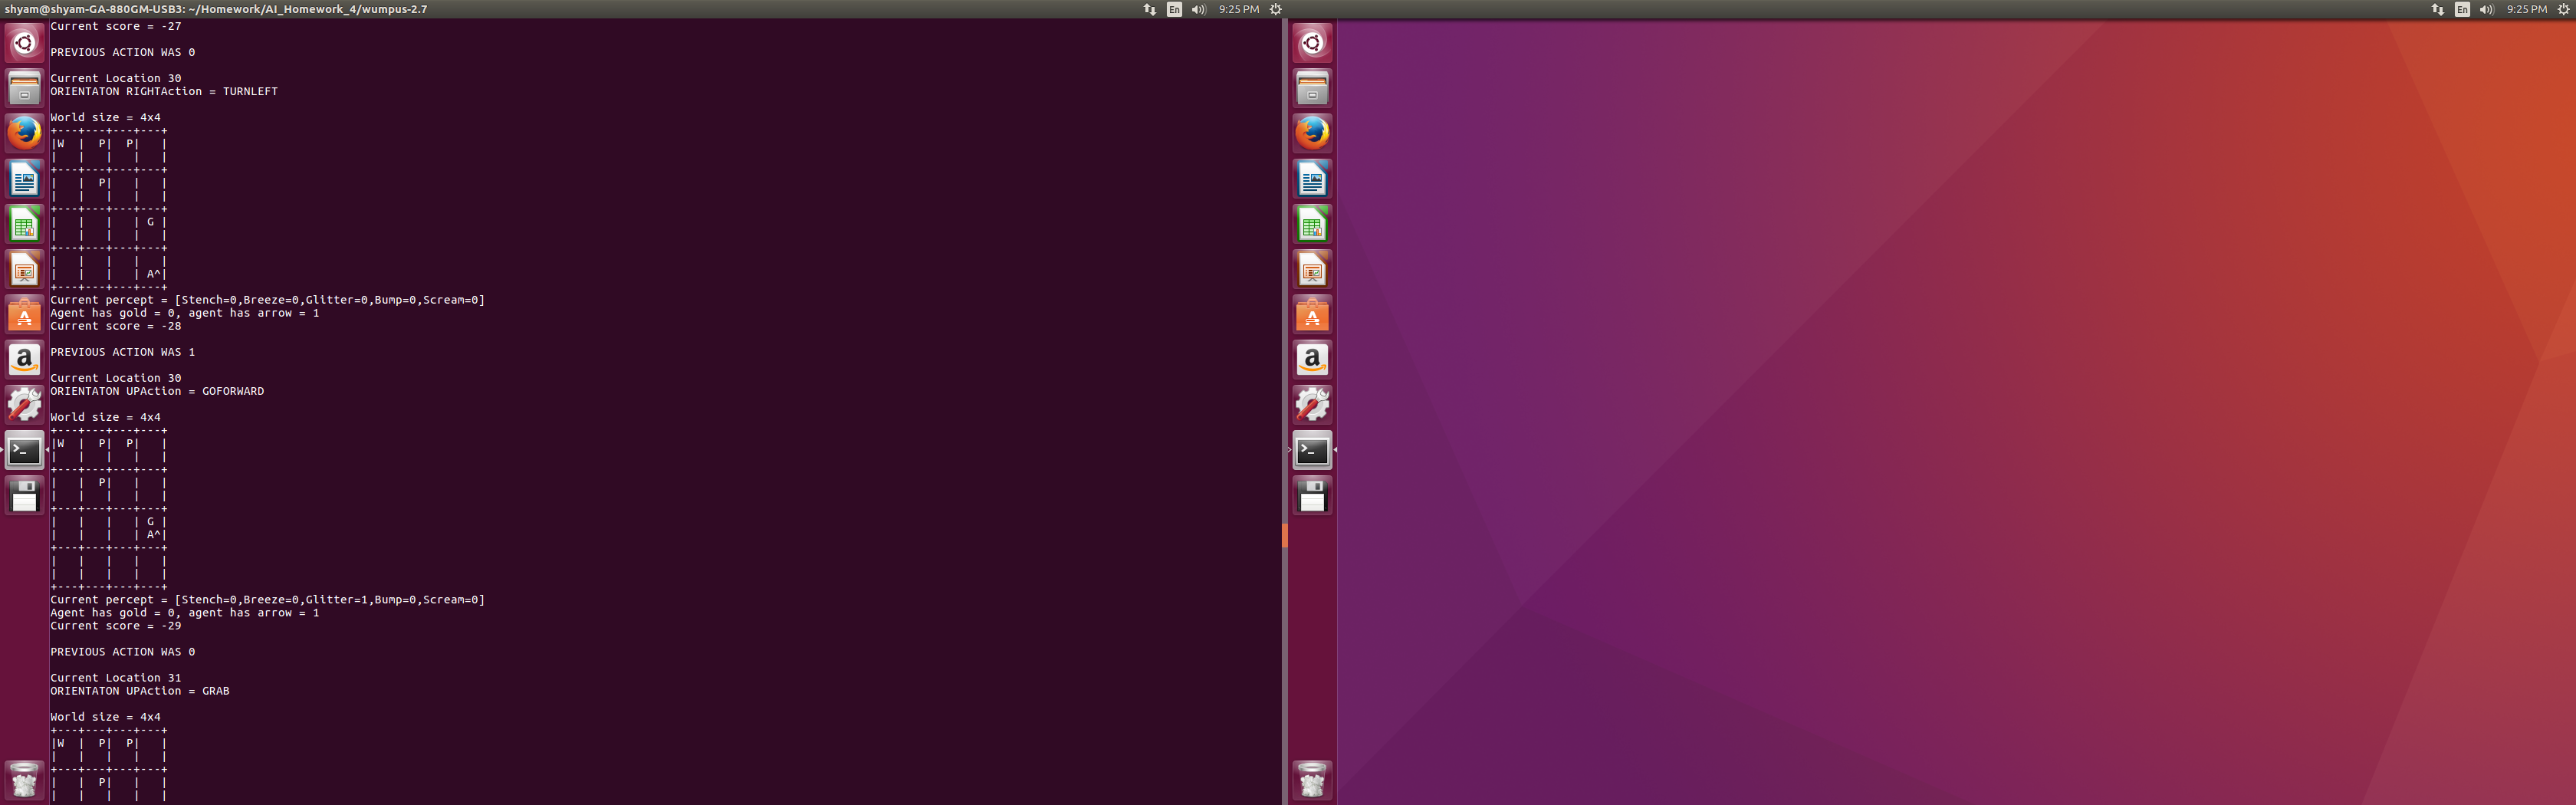 shyam@shyam-GA-880GM-USB3: ~/Homework/AI_Homework_4/wumpus-2.7
En
9:25 PM
En
9:25 PM
Current score = -27
PREVIOUS ACTION WAS 0
Current Location 30
ORIENTATON RIGHTAction = TURNLEFT
World size = 4x4
+---+---+---+---+
|W  |  P|  P|   |
|   |   |   |   |
+---+---+---+---+
|   |  P|   |   |
|   |   |   |   |
+---+---+---+---+
|   |   |   | G |
|   |   |   |   |
+---+---+---+---+
|   |   |   |   |
|   |   |   | A^|
+---+---+---+---+
Current percept = [Stench=0,Breeze=0,Glitter=0,Bump=0,Scream=0]
Agent has gold = 0, agent has arrow = 1
Current score = -28
PREVIOUS ACTION WAS 1
Current Location 30
ORIENTATON UPAction = GOFORWARD
World size = 4x4
+---+---+---+---+
|W  |  P|  P|   |
|   |   |   |   |
+---+---+---+---+
|   |  P|   |   |
|   |   |   |   |
+---+---+---+---+
|   |   |   | G |
|   |   |   | A^|
+---+---+---+---+
|   |   |   |   |
|   |   |   |   |
+---+---+---+---+
Current percept = [Stench=0,Breeze=0,Glitter=1,Bump=0,Scream=0]
Agent has gold = 0, agent has arrow = 1
Current score = -29
PREVIOUS ACTION WAS 0
Current Location 31
ORIENTATON UPAction = GRAB
World size = 4x4
+---+---+---+---+
|W  |  P|  P|   |
|   |   |   |   |
+---+---+---+---+
|   |  P|   |   |
|   |   |   |   |